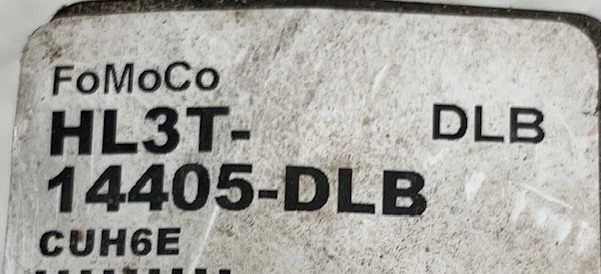 FoMoCo
HL3T- DLB
14405-DLB
CUH6E